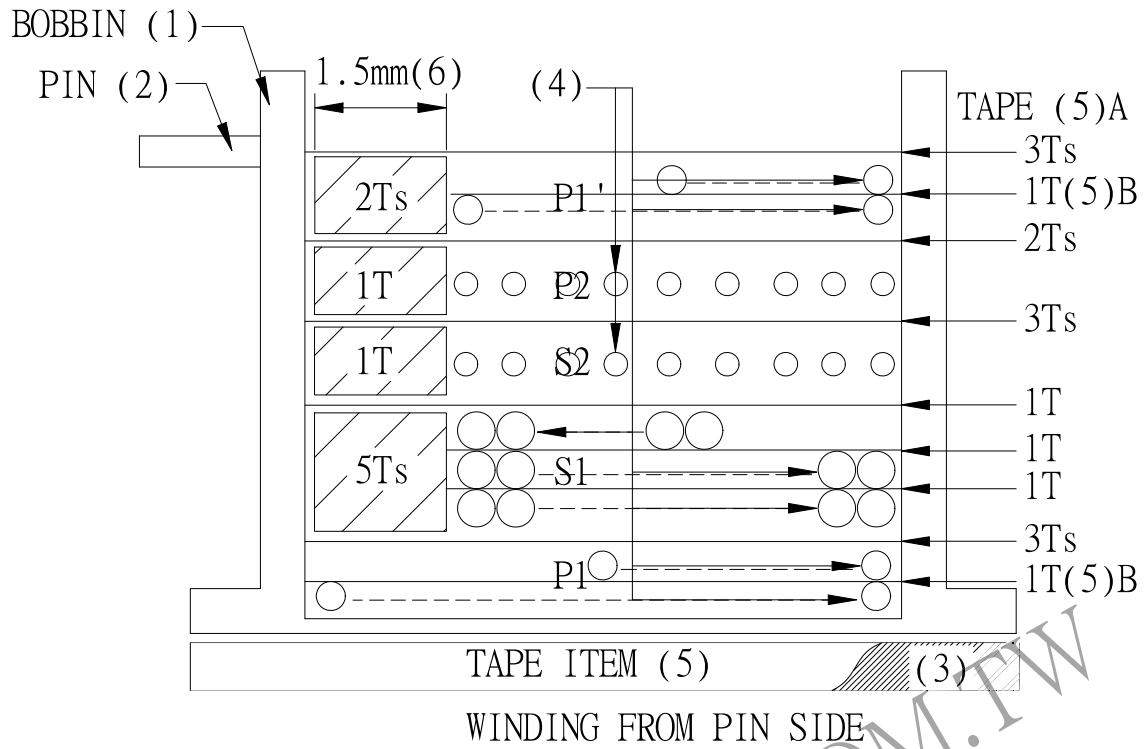 BOBBIN (1)
1.5mm(6)
(4)
PIN (2)
TAPE (5)A
3Ts
2Ts
P1'
1T(5)B
2Ts
1T
P2
3Ts
1T
S2
1T
1T
5Ts
S1
1T
3Ts
P1
1T(5)B
TAPE ITEM (5)
(3)
WINDING FROM PIN SIDE
OM.TW